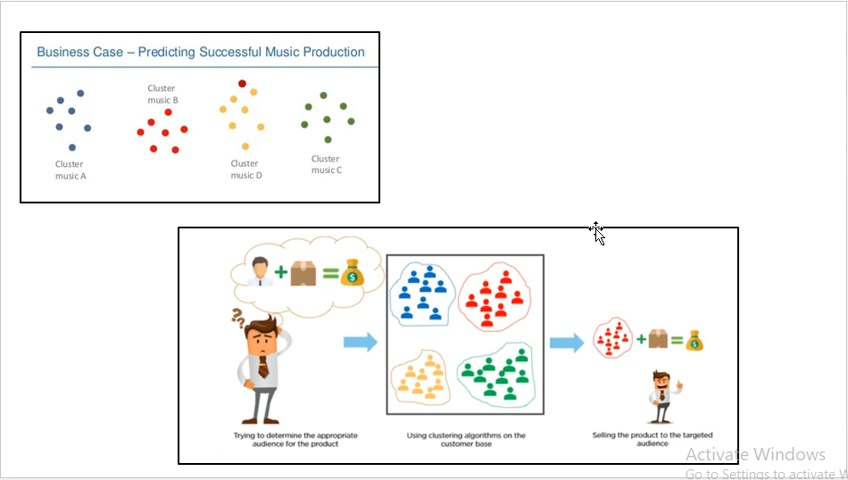 Business Case – Predicting Successful Music Production
Cluster
music B
Cluster
music A
Cluster
music D
Cluster
music C
??
$
$
Trying to determine the appropriate
audience for the product
Using clustering algorithms on the
customer base
Selling the product to the targeted
audience
Activate Windows
Go to Settings to activate W